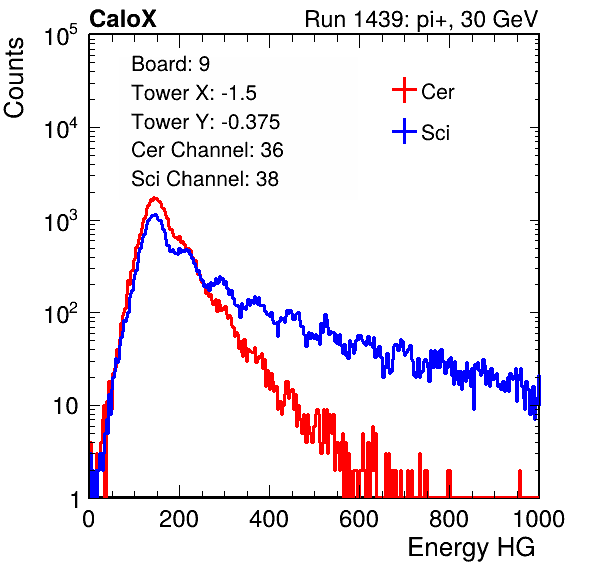 CaloX Run 1439: pi+, 30 GeV
Counts
Board: 9
Tower X: -1.5
Tower Y: -0.375
Cer Channel: 36
Sci Channel: 38
Cer
Sci
10^5
10^4
10^3
10^2
10
1
0 200 400 600 800 1000
Energy HG